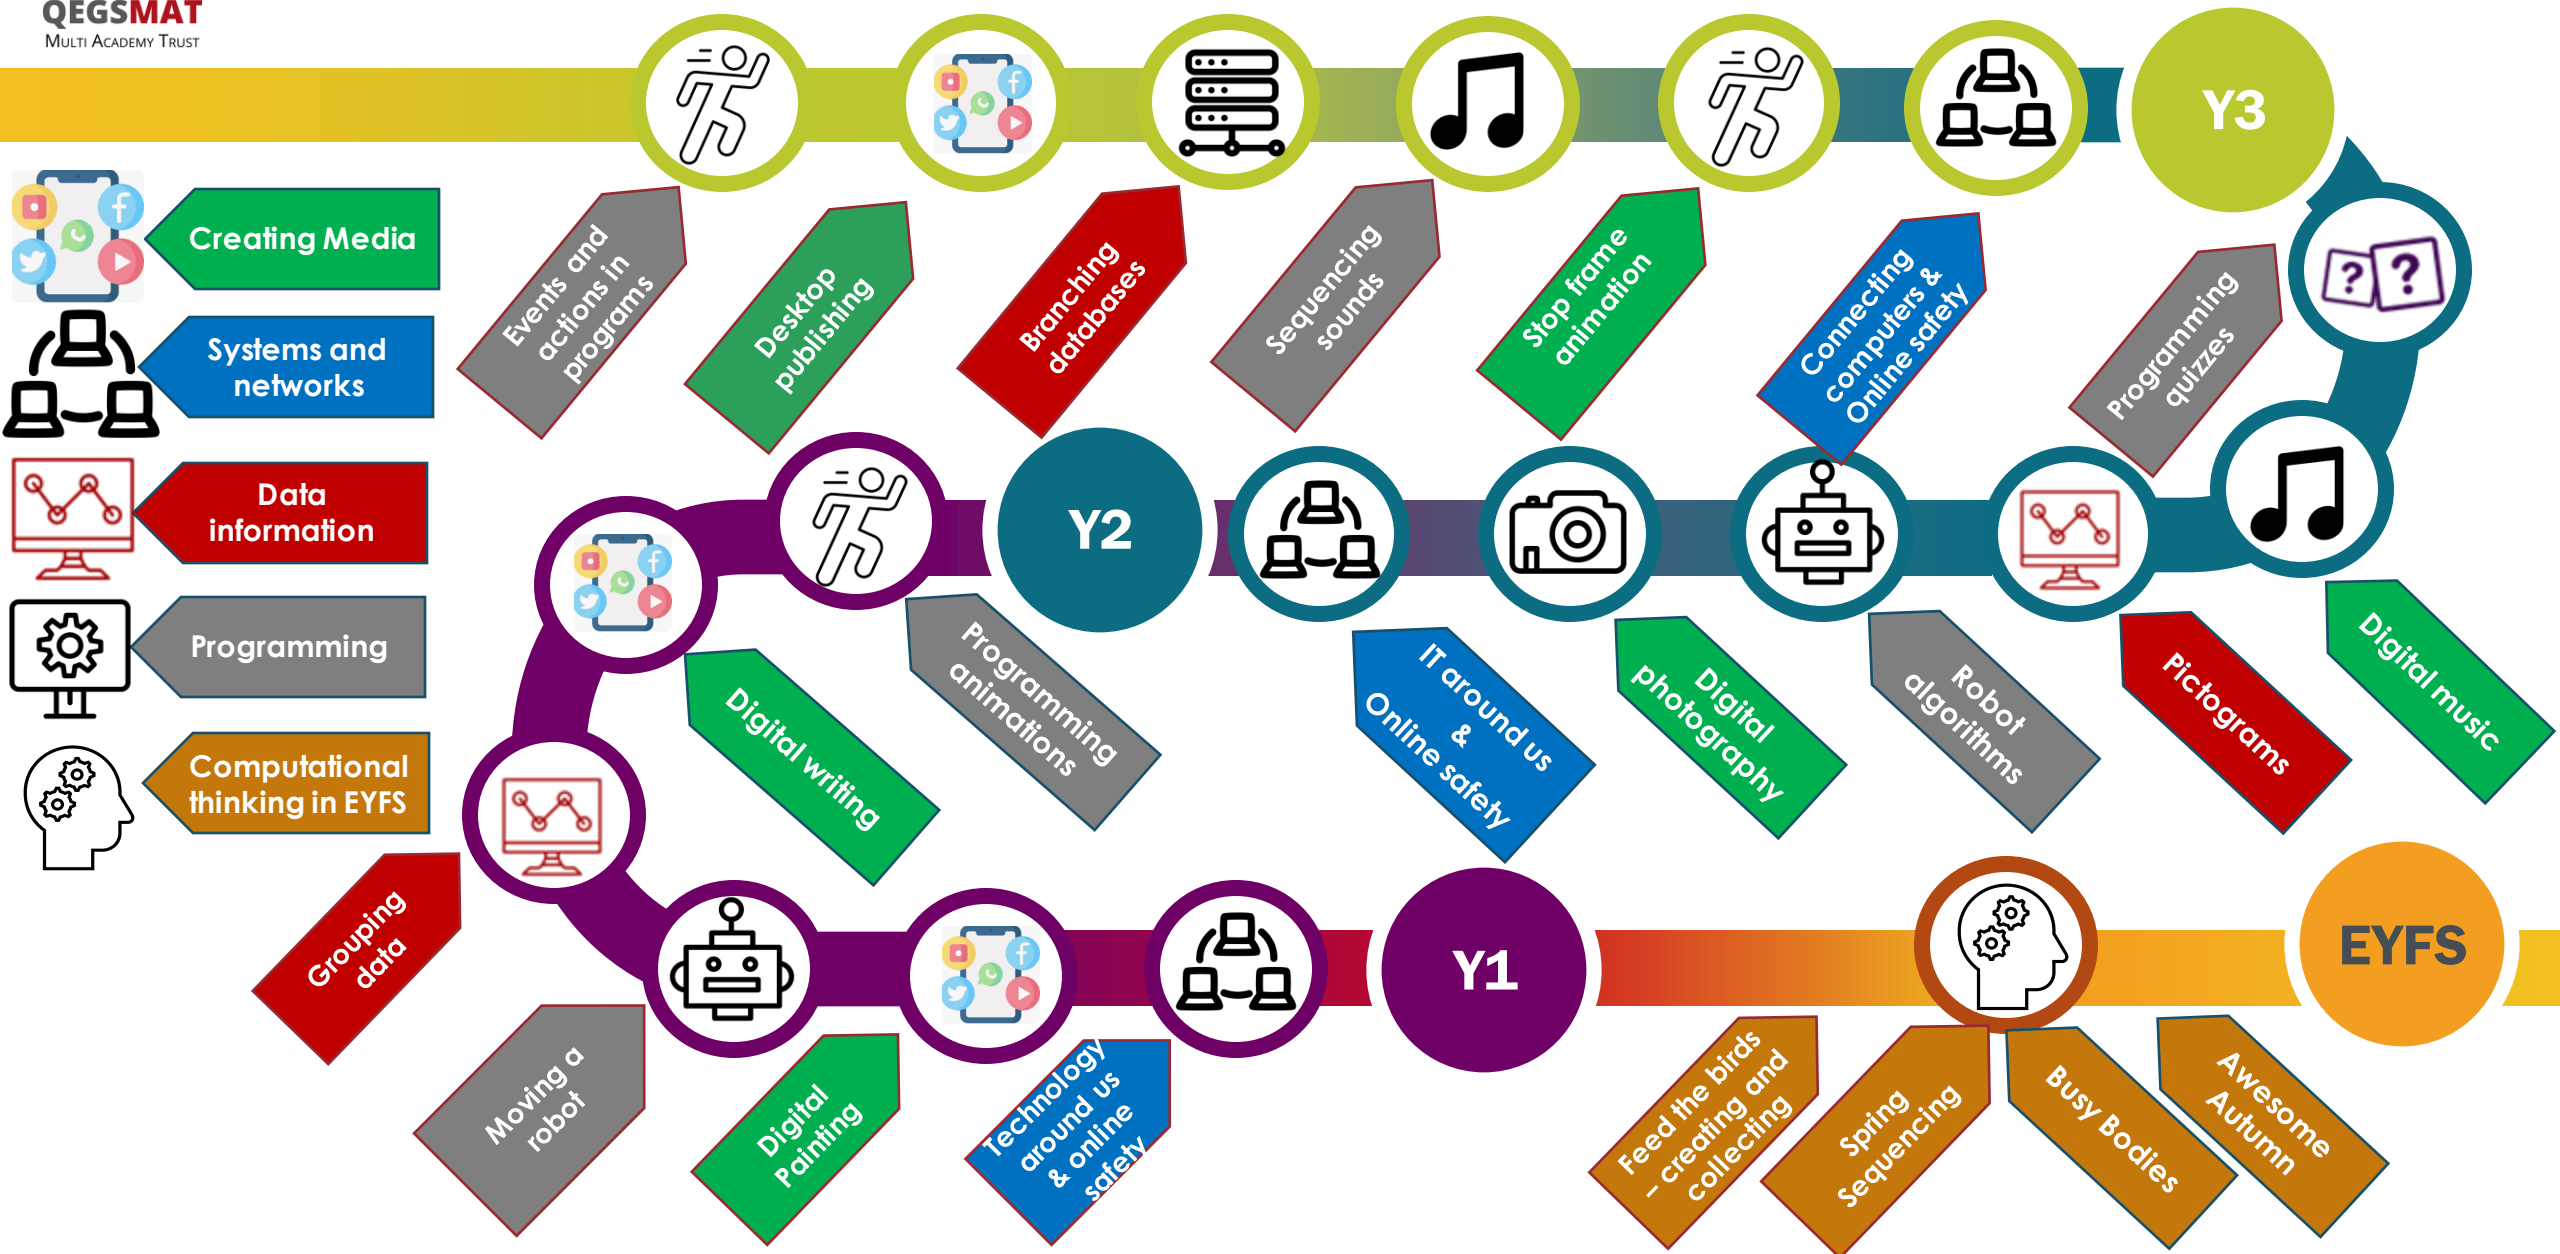 QEGSMAT
MULTI ACADEMY TRUST
Y3
Creating Media
Systems and
networks
Data
information
Programming
Computational
thinking in EYFS
Events and
actions in
programs
Desktop
publishing
Branching
databases
Sequencing
sounds
Stop frame
animation
Connecting
computers &
Online safety
Programming
quizzes
? ?
f
Y2
f
Digital writing
Programming
animations
IT around us
&
Online safety
Digital
photography
Robot
algorithms
Pictograms
Digital music
Grouping
data
Moving a
robot
Digital
Painting
Technology
around us
& online
safety
f
Y1
EYFS
Feed the birds
– creating and
collecting
Spring
Sequencing
Busy Bodies
Awesome
Autumn
f